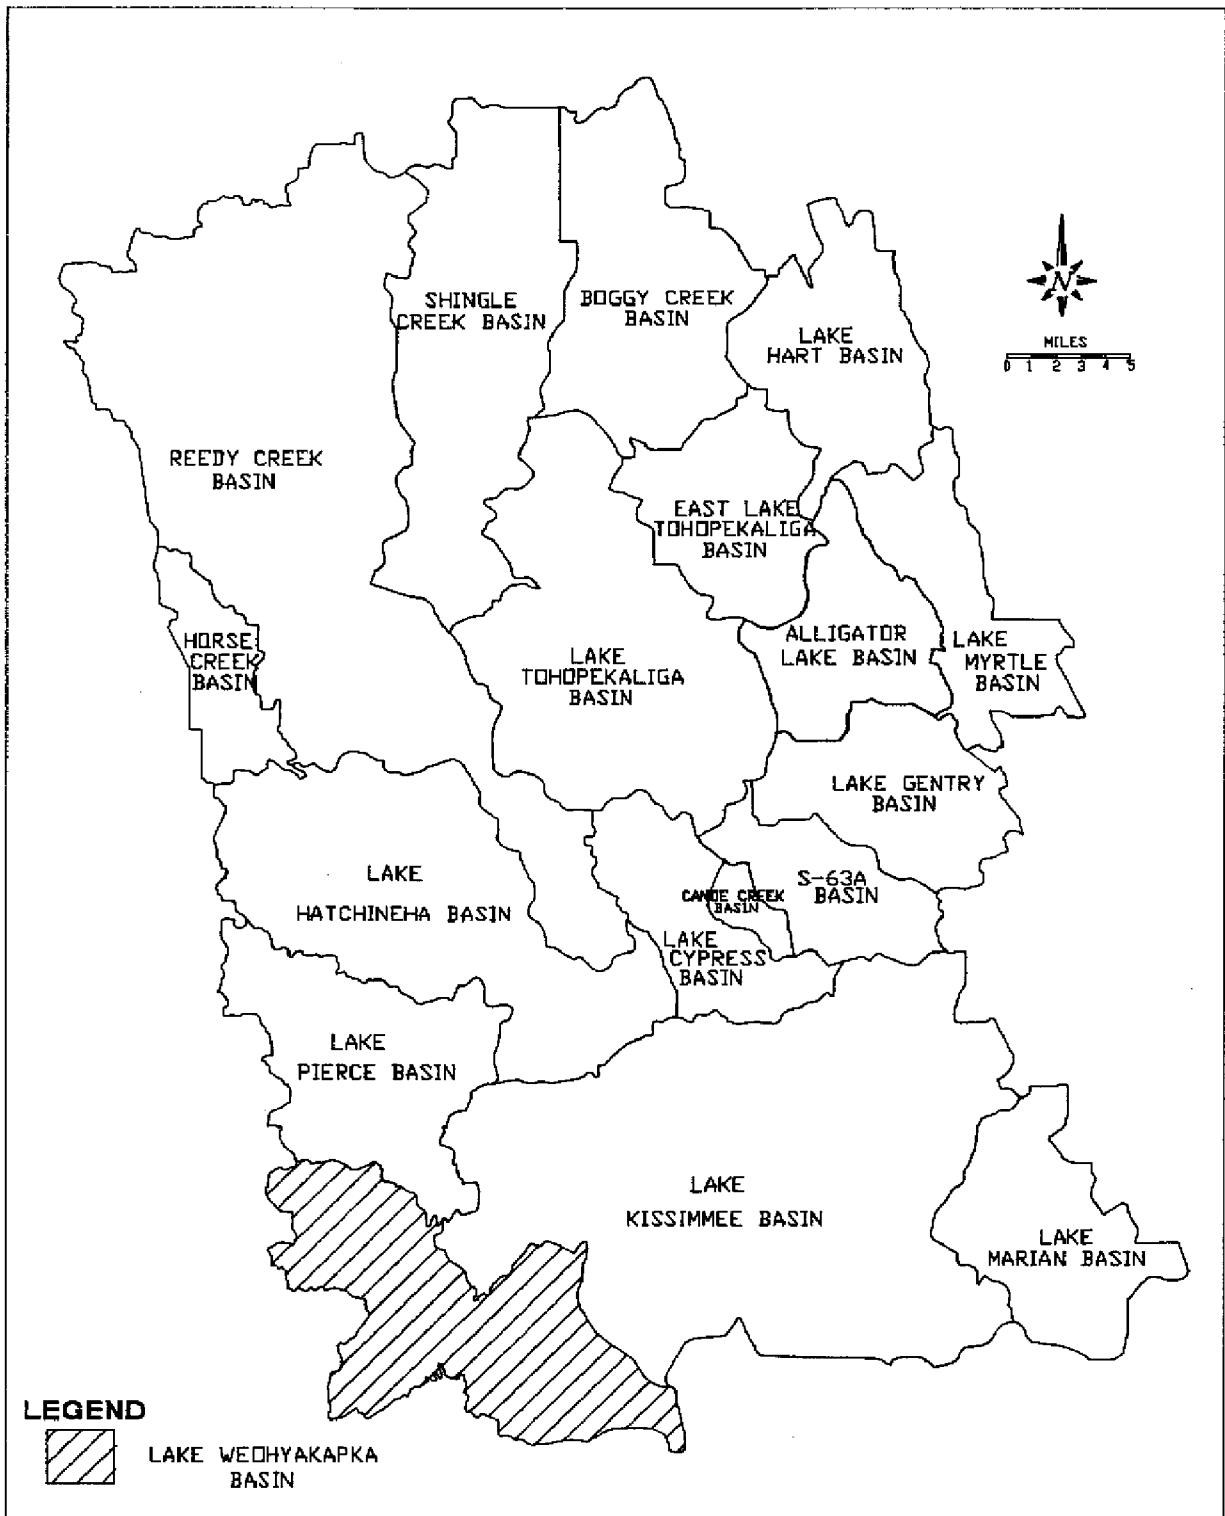 SHINGLE
CREEK BASIN
BOGGY CREEK
BASIN
N
LAKE
HART BASIN
MILES
0 1 2 3 4 5
REEDY CREEK
BASIN
EAST LAKE
TOHOPEKALIGA
BASIN
HORSE
CREEK
BASIN
LAKE
TOHOPEKALIGA
BASIN
ALLIGATOR
LAKE BASIN
LAKE
MYRTLE
BASIN
LAKE GENTRY
BASIN
LAKE
HATCHINEHA BASIN
CANOE CREEK
BASIN
S-63A
BASIN
LAKE
CYPRESS
BASIN
LAKE
PIERCE BASIN
LAKE
KISSIMMEE BASIN
LAKE
MARIAN BASIN
LEGEND
LAKE WEOHYAKAPKA
BASIN